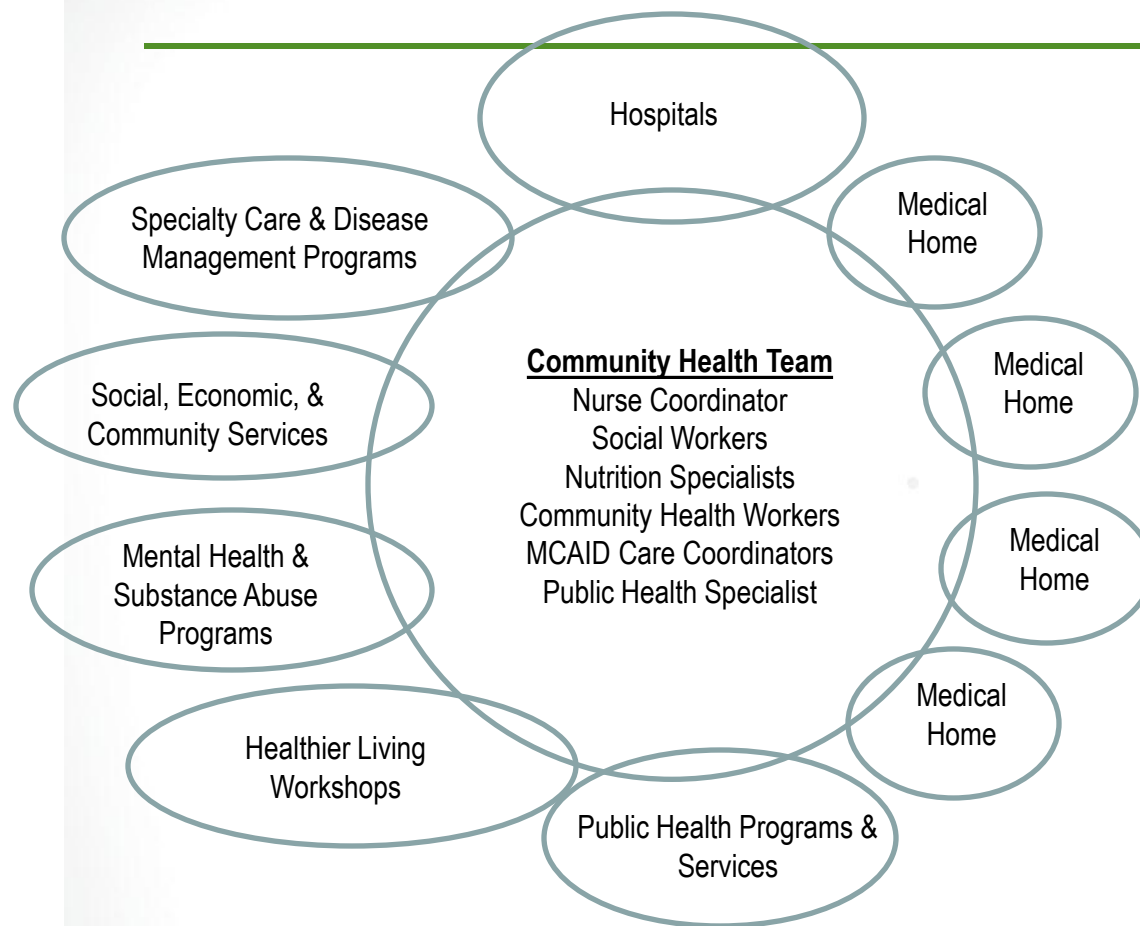 Hospitals
Specialty Care & Disease
Management Programs
Medical
Home
Social, Economic, &
Community Services
Medical
Home
Community Health Team
Nurse Coordinator
Social Workers
Nutrition Specialists
Community Health Workers
MCAID Care Coordinators
Public Health Specialist
Mental Health &
Substance Abuse
Programs
Medical
Home
Healthier Living
Workshops
Medical
Home
Public Health Programs &
Services